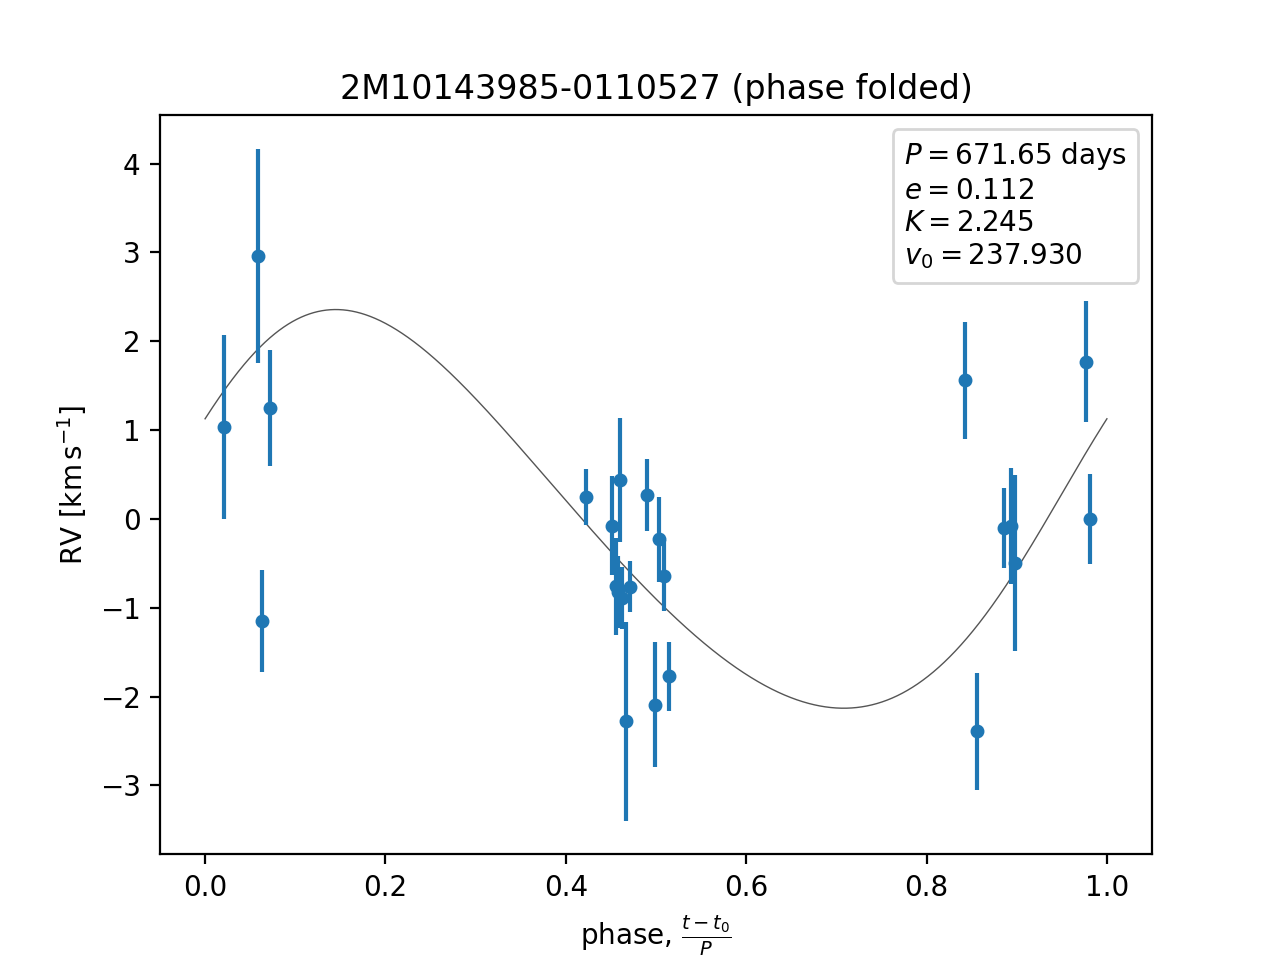 2M10143985-0110527 (phase folded)
P = 671.65 days
e = 0.112
K = 2.245
v₀ = 237.930
4
3
2
1
0
−1
−2
−3
RV [km s⁻¹]
0.0 0.2 0.4 0.6 0.8 1.0
phase, (t − t₀)/P